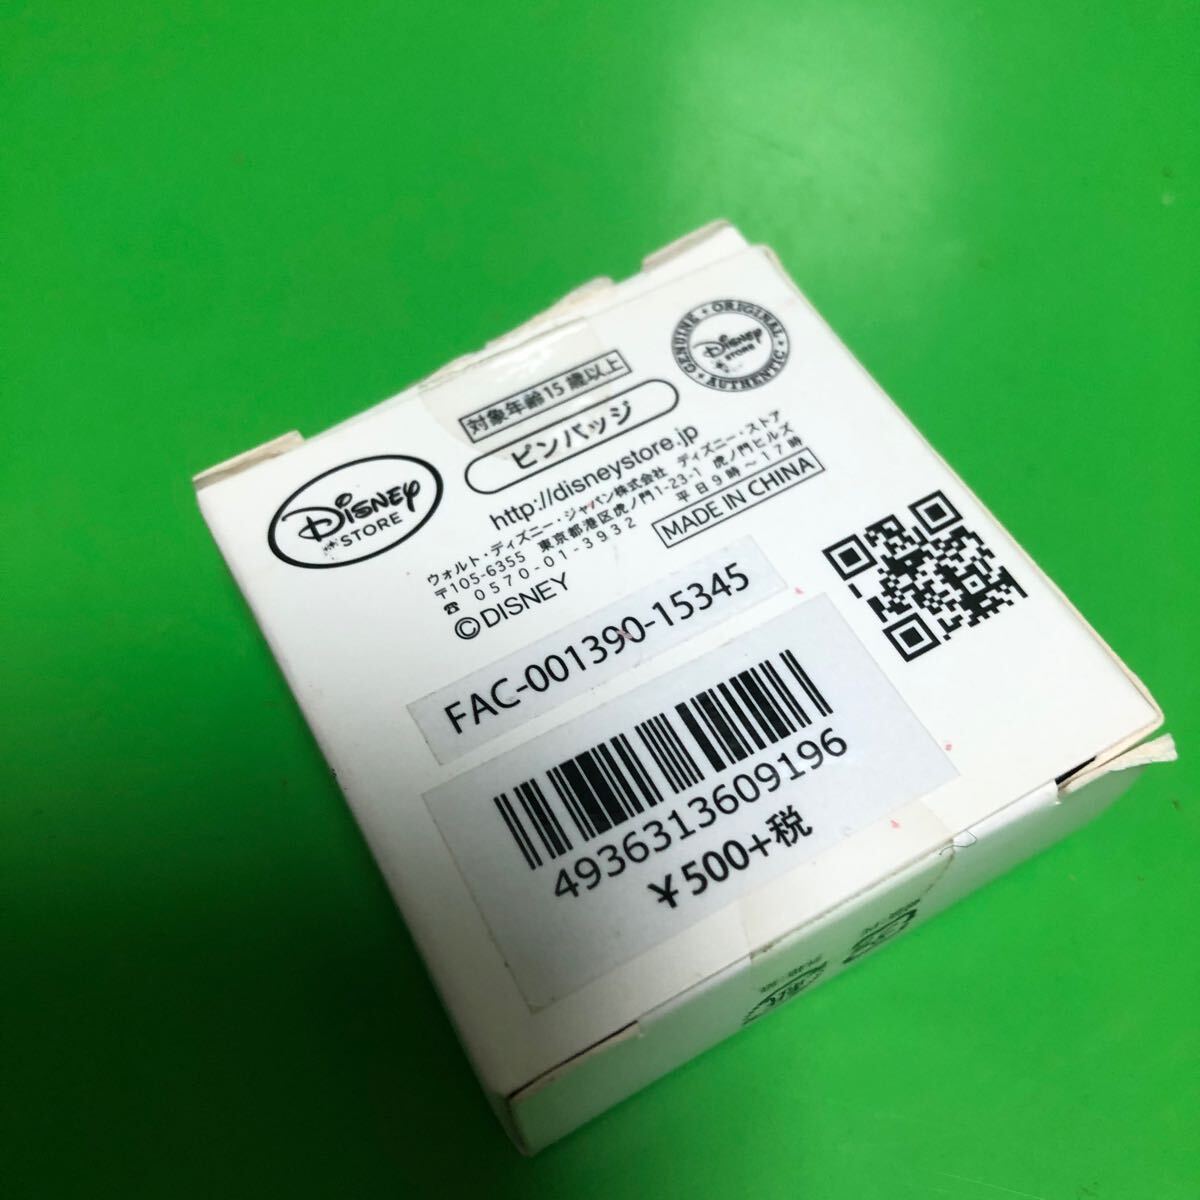 対象年齢15歳以上
ピンバッジ
GENUINE・ORIGINAL・AUTHENTIC・
Disney
STORE
Disney
STORE
http://disneystore.jp
ウォルト・ディズニー・ジャパン株式会社 ディズニー・ストア
〒105-6355 東京都港区虎ノ門1-23-1 虎ノ門ヒルズ
☎ 0570-01-3932 平日9時～17時
©DISNEY
MADE IN CHINA
FAC-001390-15345
4936313609196
￥500+税